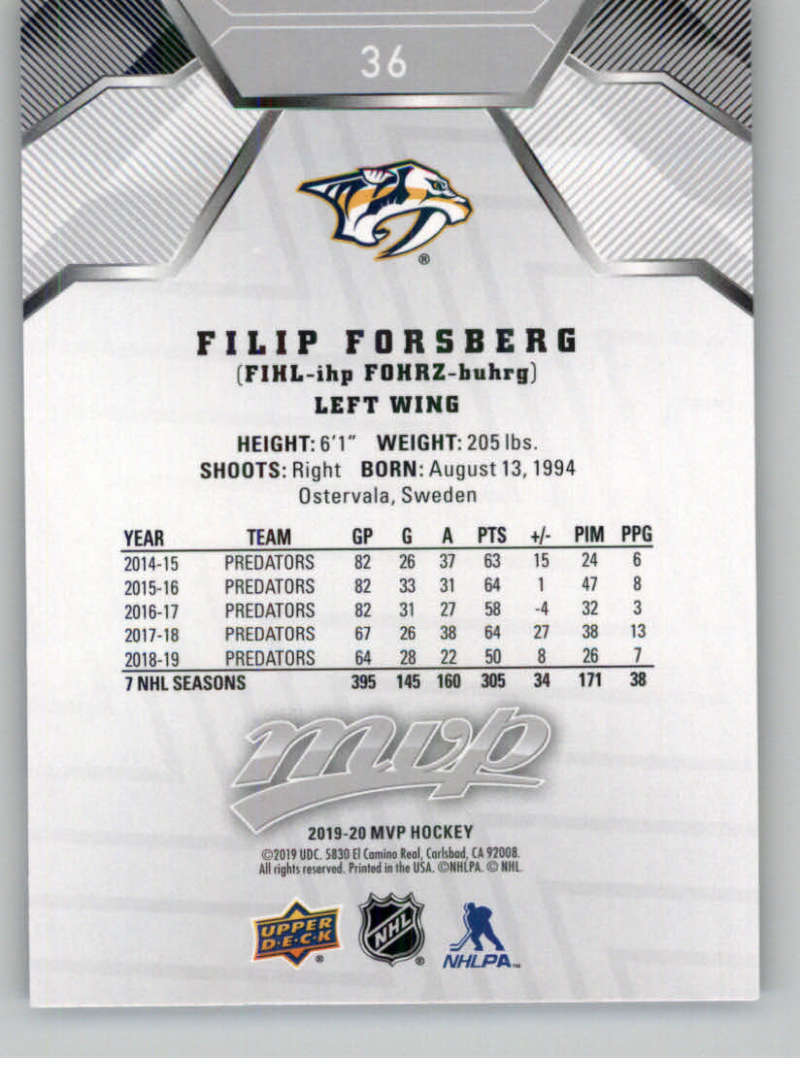 36
®
FILIP FORSBERG
(FIHL-ihp FOHRZ-buhrg)
LEFT WING
HEIGHT: 6'1" WEIGHT: 205 lbs.
SHOOTS: Right BORN: August 13, 1994
Ostervala, Sweden
YEAR TEAM GP G A PTS +/- PIM PPG
2014-15 PREDATORS 82 26 37 63 15 24 6
2015-16 PREDATORS 82 33 31 64 1 47 8
2016-17 PREDATORS 82 31 27 58 -4 32 3
2017-18 PREDATORS 67 26 38 64 27 38 13
2018-19 PREDATORS 64 28 22 50 8 26 7
7 NHL SEASONS 395 145 160 305 34 171 38
mvp
2019-20 MVP HOCKEY
©2019 UDC. 5830 El Camino Real, Carlsbad, CA 92008.
All rights reserved. Printed in the USA. ©NHLPA. © NHL.
UPPER DECK ® NHL ® NHLPA™